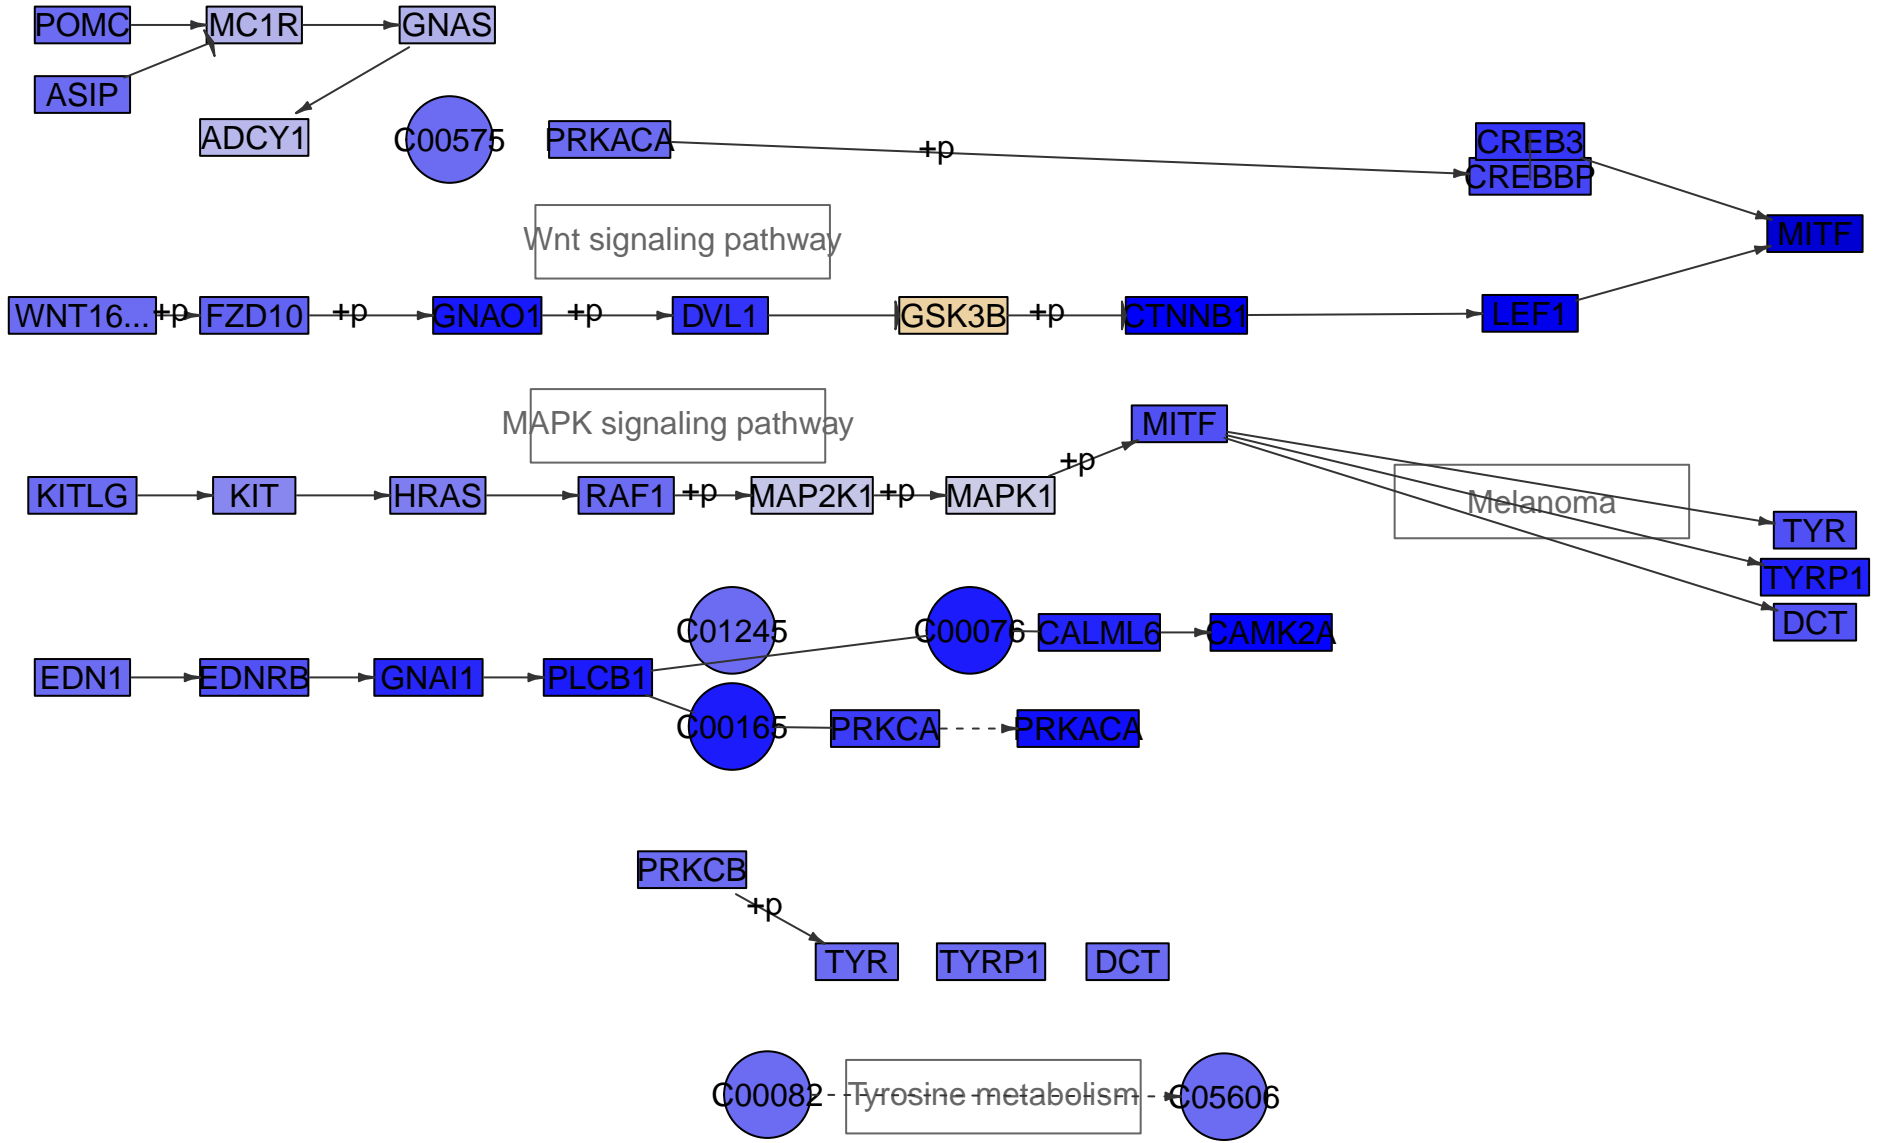 POMC
MC1R
GNAS
ASIP
ADCY1
C00575
PRKACA
+p
CREB3
CREBBP
Wnt signaling pathway
MITF
WNT16...
+p
FZD10
+p
GNAO1
+p
DVL1
GSK3B
+p
CTNNB1
LEF1
MAPK signaling pathway
MITF
+p
KITLG
KIT
HRAS
RAF1
+p
MAP2K1
+p
MAPK1
Melanoma
TYR
TYRP1
DCT
C01245
C00076
CALML6
CAMK2A
EDN1
EDNRB
GNAI1
PLCB1
C00165
PRKCA
PRKACA
PRKCB
+p
TYR
TYRP1
DCT
C00082
Tyrosine metabolism
C05606